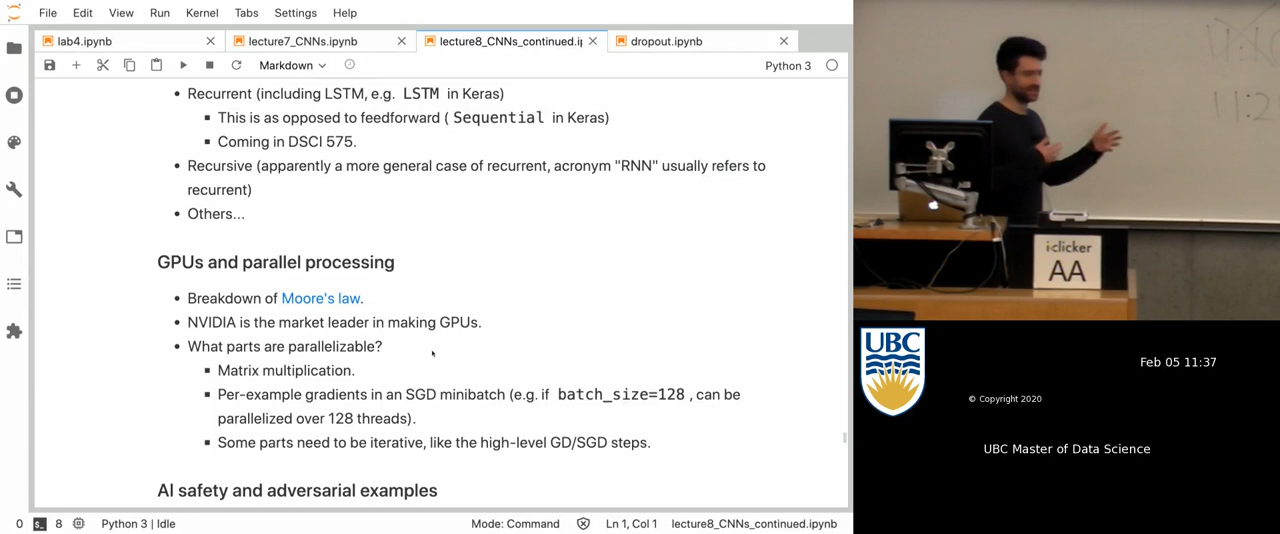 File Edit View Run Kernel Tabs Settings Help
lab4.ipynb lecture7_CNNs.ipynb lecture8_CNNs_continued.i dropout.ipynb
Markdown Python 3
• Recurrent (including LSTM, e.g. LSTM in Keras)
▪ This is as opposed to feedforward ( Sequential in Keras)
▪ Coming in DSCI 575.
• Recursive (apparently a more general case of recurrent, acronym "RNN" usually refers to
recurrent)
• Others...
GPUs and parallel processing
• Breakdown of Moore's law.
• NVIDIA is the market leader in making GPUs.
• What parts are parallelizable?
▪ Matrix multiplication.
▪ Per-example gradients in an SGD minibatch (e.g. if batch_size=128 , can be
parallelized over 128 threads).
▪ Some parts need to be iterative, like the high-level GD/SGD steps.
AI safety and adversarial examples
0 8 Python 3 | Idle Mode: Command Ln 1, Col 1 lecture8_CNNs_continued.ipynb
11:2
i>clicker
AA
UBC
Feb 05 11:37
© Copyright 2020
UBC Master of Data Science